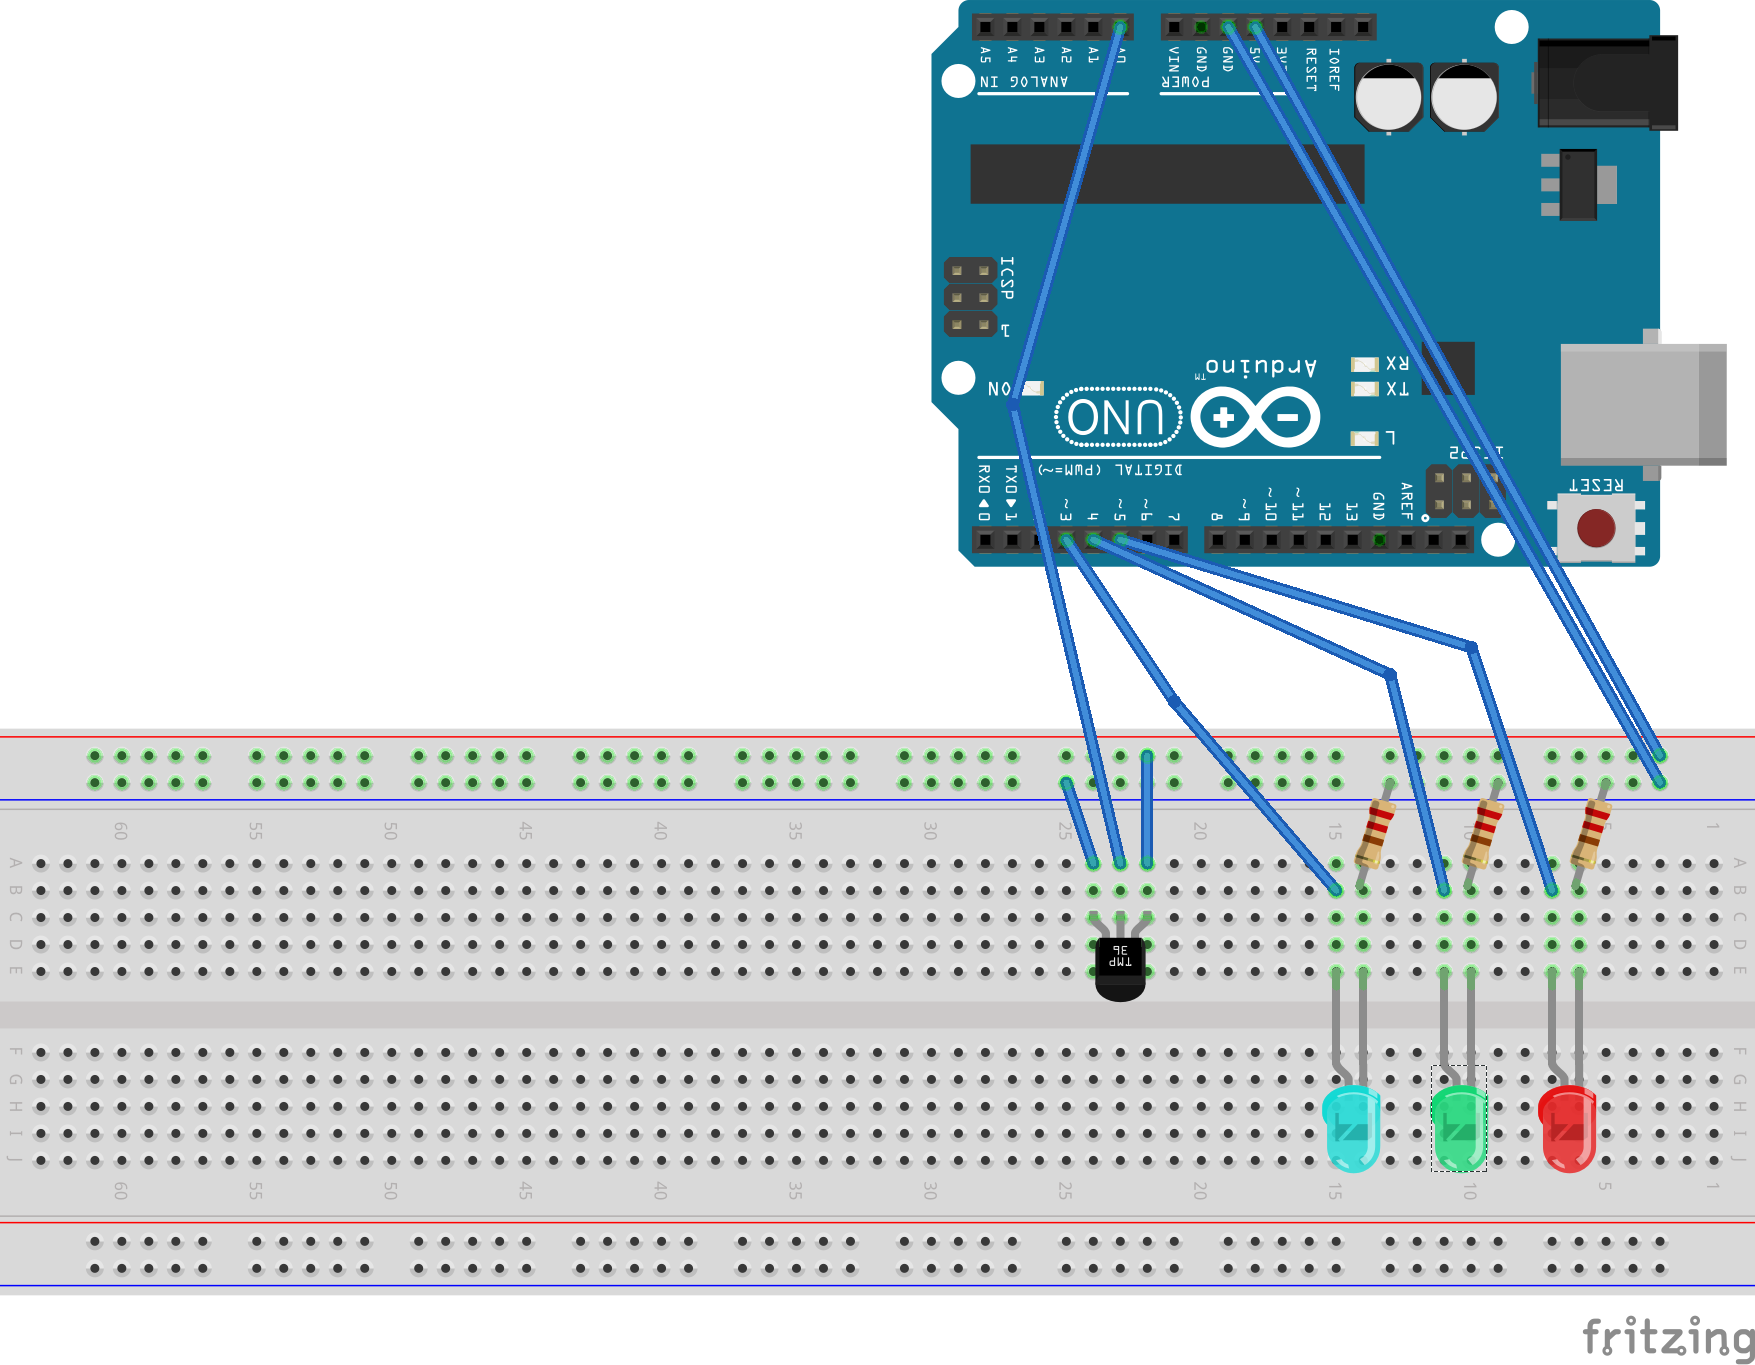 A5 A4 A3 A2 A1 A0
VIN GND GND 5V 3V3 RESET IOREF
ANALOG IN
POWER
ICSP
1
ON
UNO
Arduino
TM
RX
TX
L
ICSP2
RESET
DIGITAL (PWM=~)
RX0◄0 TX0►1 ~3 4 ~5 ~6 7
8 ~9 ~10 ~11 12 13 GND AREF
60 55 50 45 40 35 30 25 20 15 10 5 1
A A
B B
C C
D D
E E
TMP
36
F F
G G
H H
I I
J J
60 55 50 45 40 35 30 25 20 15 10 5 1
fritzing